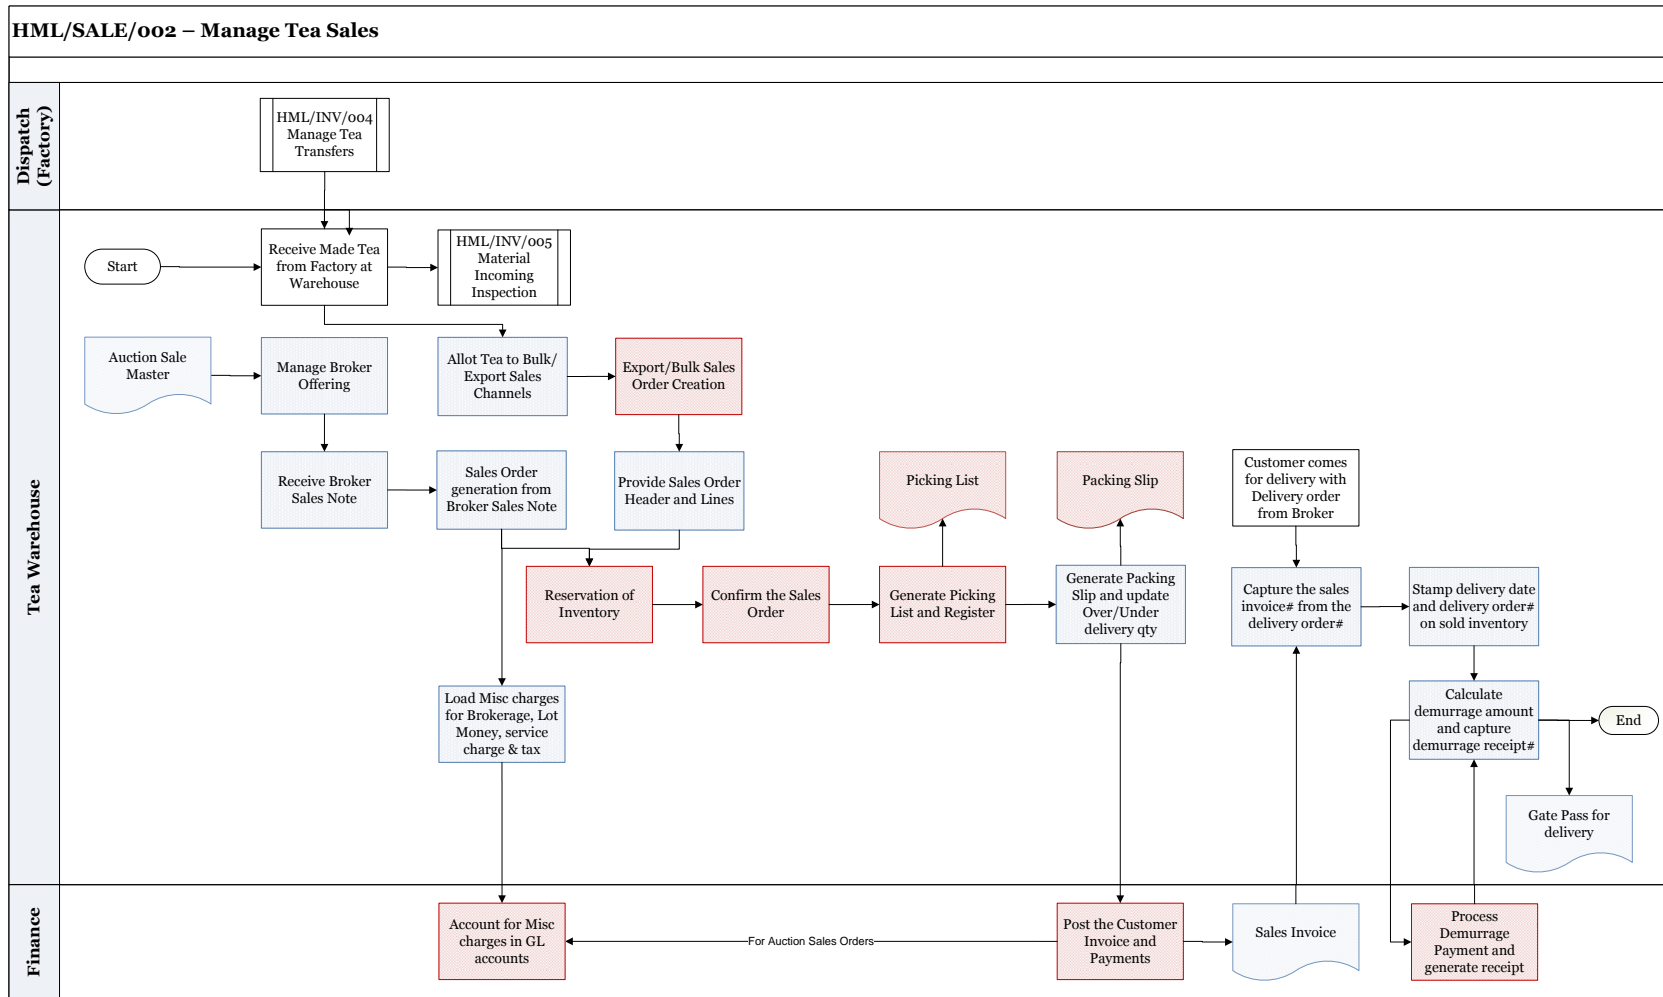 HML/SALE/002 – Manage Tea Sales
Dispatch
(Factory)
HML/INV/004
Manage Tea
Transfers
Tea Warehouse
Start
Receive Made Tea
from Factory at
Warehouse
HML/INV/005
Material
Incoming
Inspection
Auction Sale
Master
Manage Broker
Offering
Allot Tea to Bulk/
Export Sales
Channels
Export/Bulk Sales
Order Creation
Receive Broker
Sales Note
Sales Order
generation from
Broker Sales Note
Provide Sales Order
Header and Lines
Picking List
Packing Slip
Customer comes
for delivery with
Delivery order
from Broker
Reservation of
Inventory
Confirm the Sales
Order
Generate Picking
List and Register
Generate Packing
Slip and update
Over/Under
delivery qty
Capture the sales
invoice# from the
delivery order#
Stamp delivery date
and delivery order#
on sold inventory
Load Misc charges
for Brokerage, Lot
Money, service
charge & tax
Calculate
demurrage amount
and capture
demurrage receipt#
End
Gate Pass for
delivery
Finance
Account for Misc
charges in GL
accounts
For Auction Sales Orders
Post the Customer
Invoice and
Payments
Sales Invoice
Process
Demurrage
Payment and
generate receipt